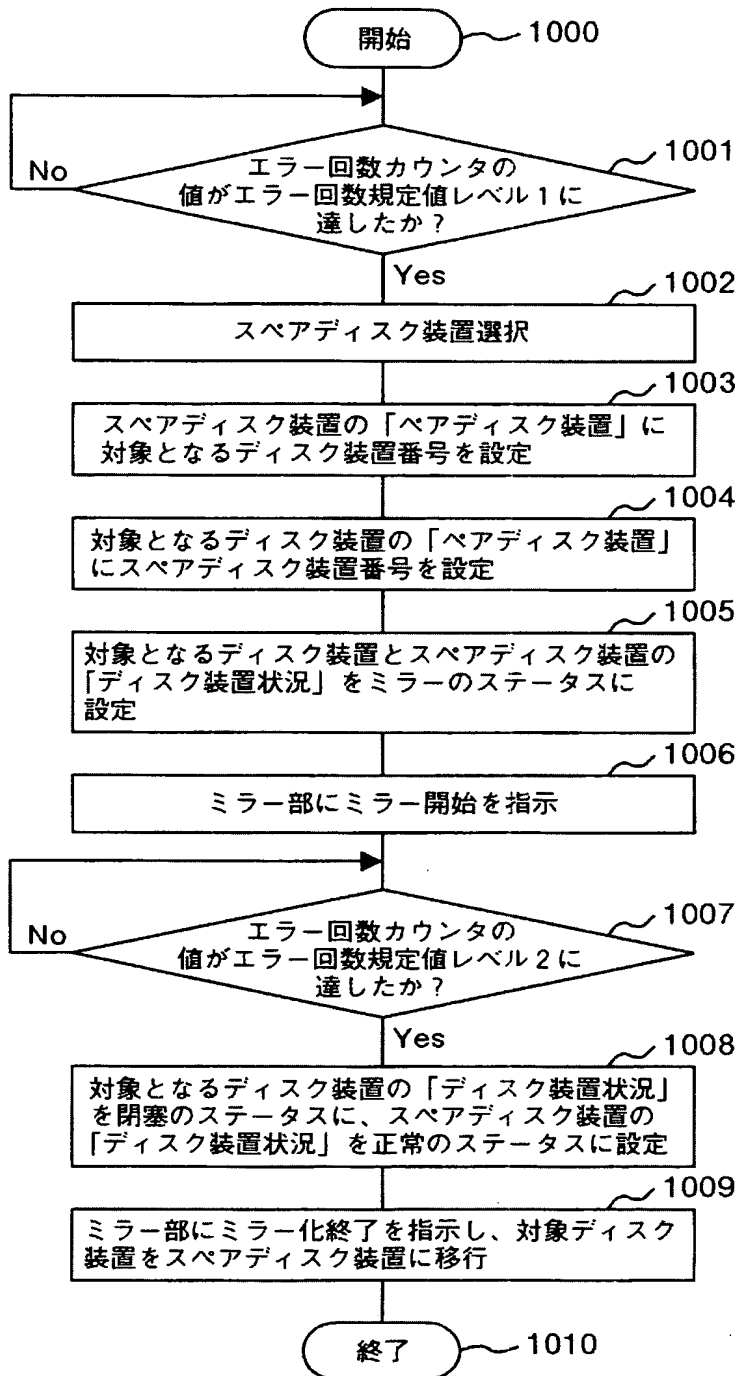 開始
1000
No
エラー回数カウンタの
値がエラー回数規定値レベル1に
達したか?
1001
Yes
1002
スペアディスク装置選択
1003
スペアディスク装置の「ペアディスク装置」に
対象となるディスク装置番号を設定
1004
対象となるディスク装置の「ペアディスク装置」
にスペアディスク装置番号を設定
1005
対象となるディスク装置とスペアディスク装置の
「ディスク装置状況」をミラーのステータスに
設定
1006
ミラー部にミラー開始を指示
No
エラー回数カウンタの
値がエラー回数規定値レベル2に
達したか?
1007
Yes
1008
対象となるディスク装置の「ディスク装置状況」
を閉塞のステータスに、スペアディスク装置の
「ディスク装置状況」を正常のステータスに設定
1009
ミラー部にミラー化終了を指示し、対象ディスク
装置をスペアディスク装置に移行
終了
1010